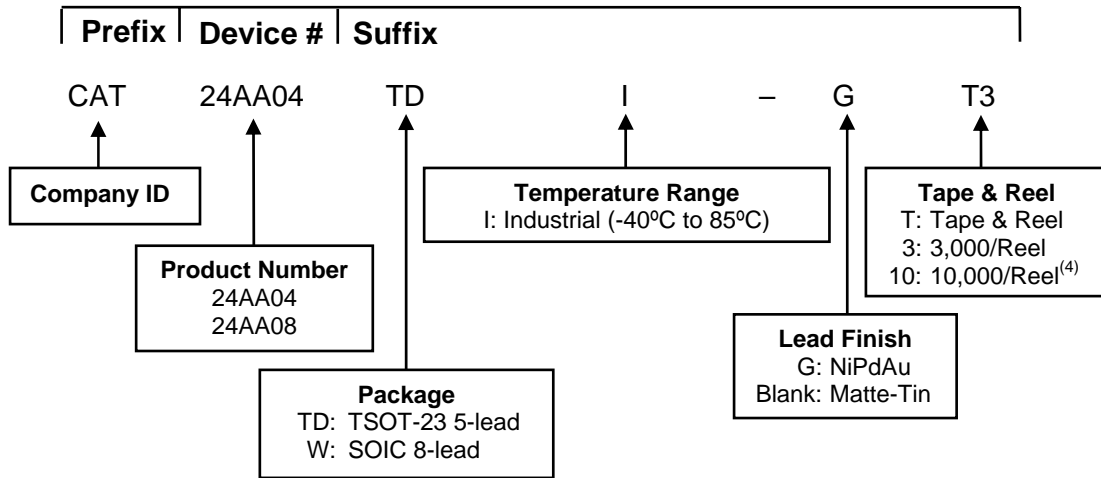 Prefix Device # Suffix
CAT 24AA04 TD I – G T3
Company ID
Temperature Range
I: Industrial (-40ºC to 85ºC)
Tape & Reel
T: Tape & Reel
3: 3,000/Reel
10: 10,000/Reel(4)
Product Number
24AA04
24AA08
Lead Finish
G: NiPdAu
Blank: Matte-Tin
Package
TD: TSOT-23 5-lead
W: SOIC 8-lead